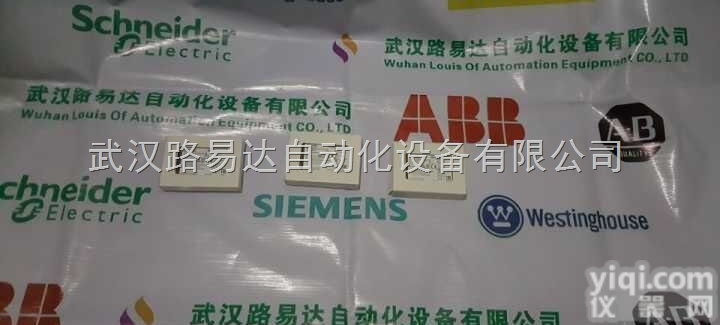 Schneider
Electric
武汉路易达自动化设备有限公司
Wuhan Louis Of Automation Equipment CO., LTD
武汉路易达自动化设备有限公司
Wuhan Louis Of Automation Equipment CO., LTD
ABB
AB
QUALITY
武汉路易达自动化设备有限公司
chneider
Electric
SIEMENS
W
Westinghouse
ABB
武汉路易达自动化设备有限公司
yiqi.com
仪器网